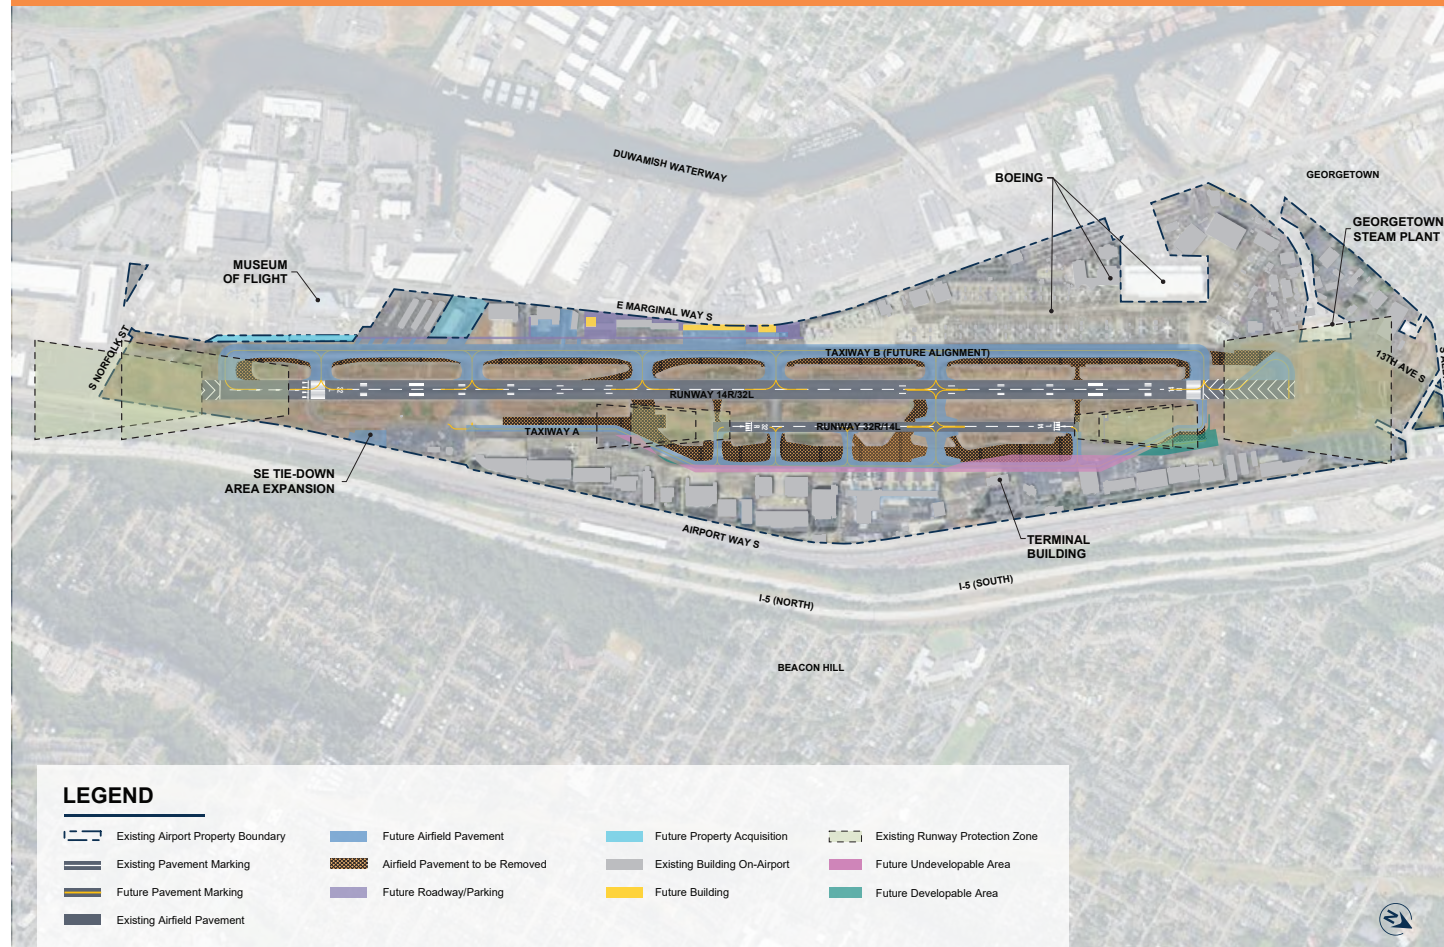 DUWAMISH WATERWAY
BOEING
GEORGETOWN
GEORGETOWN
STEAM PLANT
MUSEUM
OF FLIGHT
E MARGINAL WAY S
S NORFOLK ST
TAXIWAY B (FUTURE ALIGNMENT)
13TH AVE S
RUNWAY 14R/32L
TAXIWAY A
RUNWAY 32R/14L
SE TIE-DOWN
AREA EXPANSION
AIRPORT WAY S
TERMINAL
BUILDING
I-5 (SOUTH)
I-5 (NORTH)
BEACON HILL
LEGEND
Existing Airport Property Boundary
Existing Pavement Marking
Future Pavement Marking
Existing Airfield Pavement
Future Airfield Pavement
Airfield Pavement to be Removed
Future Roadway/Parking
Future Property Acquisition
Existing Building On-Airport
Future Building
Existing Runway Protection Zone
Future Undevelopable Area
Future Developable Area
N